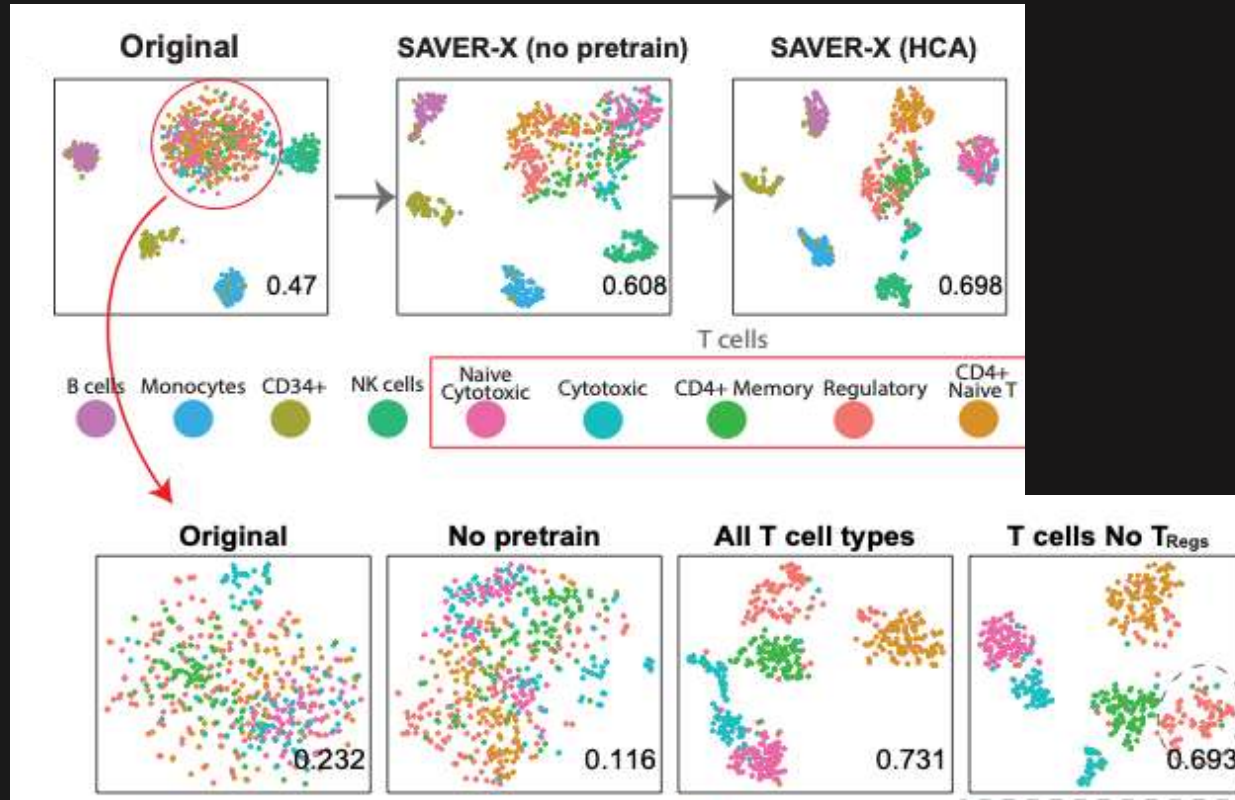 Original SAVER-X (no pretrain) SAVER-X (HCA)
0.47 0.608 0.698
T cells
B cells Monocytes CD34+ NK cells Naive Cytotoxic Cytotoxic CD4+ Memory Regulatory CD4+ Naive T
Original No pretrain All T cell types T cells No TRegs
0.232 0.116 0.731 0.693